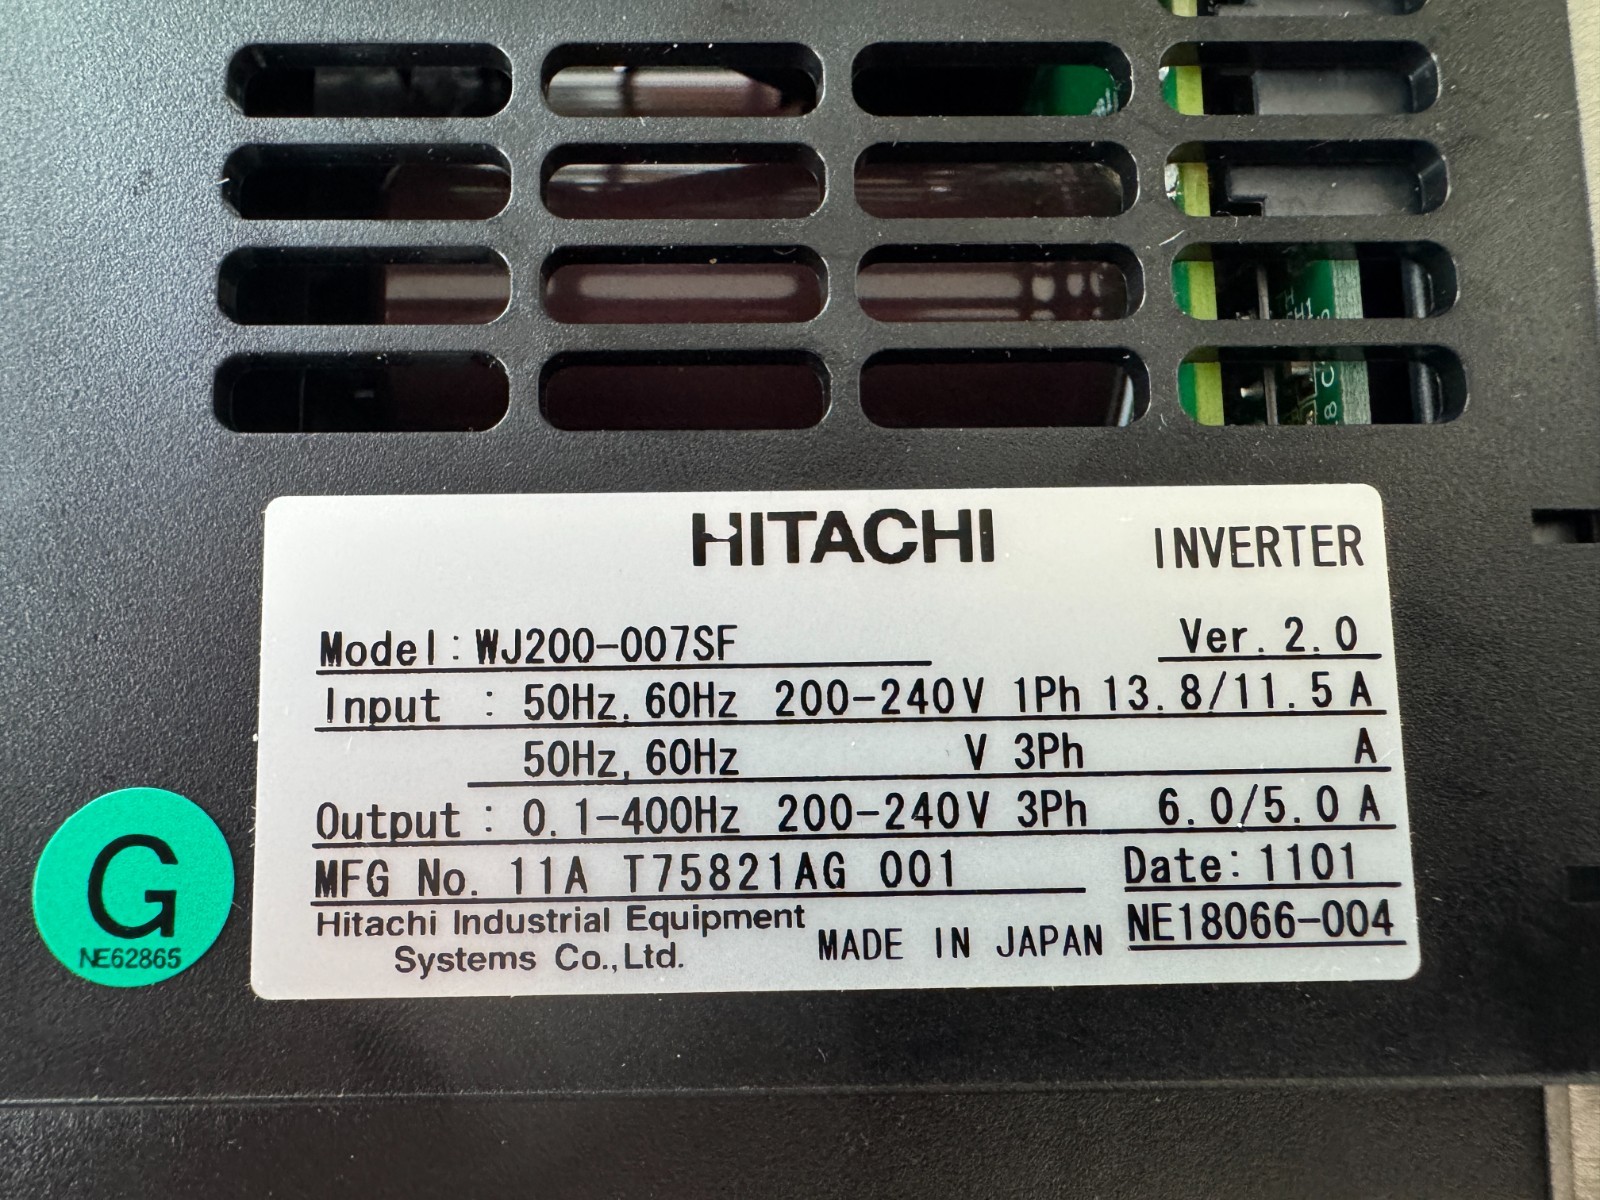 HITACHI INVERTER
Model: WJ200-007SF Ver. 2.0
Input : 50Hz, 60Hz 200-240V 1Ph 13.8/11.5 A
50Hz, 60Hz V 3Ph A
Output : 0.1-400Hz 200-240V 3Ph 6.0/5.0 A
MFG No. 11A T75821AG 001 Date: 1101
Hitachi Industrial Equipment
Systems Co., Ltd. MADE IN JAPAN NE18066-004
G
NE62865